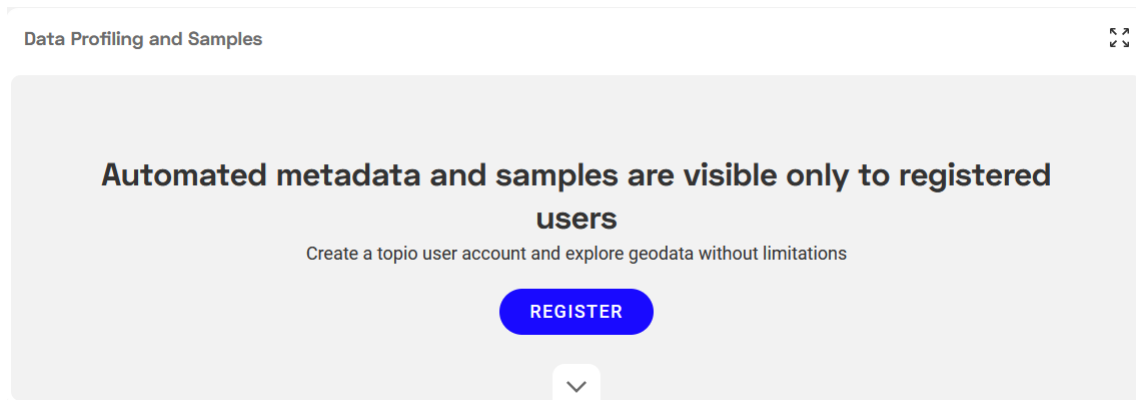 Data Profiling and Samples
Automated metadata and samples are visible only to registered
users
Create a topio user account and explore geodata without limitations
REGISTER